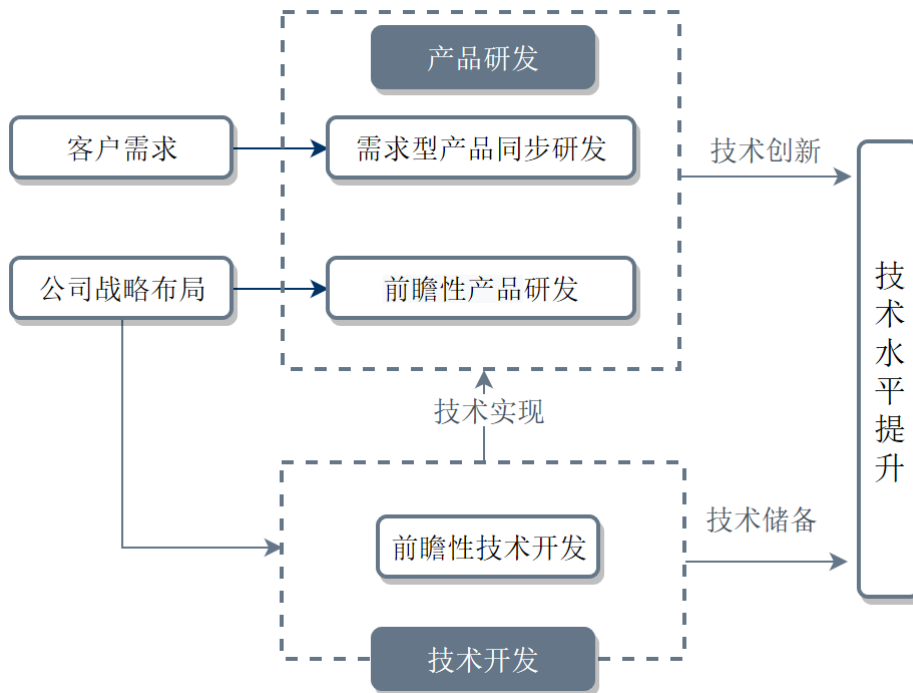 产品研发
客户需求
需求型产品同步研发
技术创新
公司战略布局
前瞻性产品研发
技术水平提升
技术实现
前瞻性技术开发
技术储备
技术开发